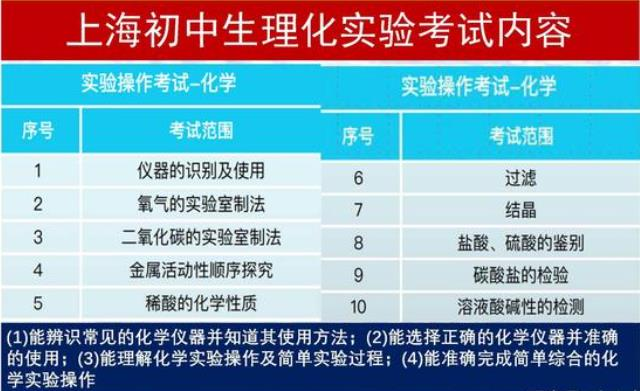 上海初中生理化实验考试内容
实验操作考试-化学
序号 考试范围
1 仪器的识别及使用
2 氧气的实验室制法
3 二氧化碳的实验室制法
4 金属活动性顺序探究
5 稀酸的化学性质
实验操作考试-化学
序号 考试范围
6 过滤
7 结晶
8 盐酸、硫酸的鉴别
9 碳酸盐的检验
10 溶液酸碱性的检测
(1)能辨识常见的化学仪器并知道其使用方法；(2)能选择正确的化学仪器并准确
的使用；(3)能理解化学实验操作及简单实验过程；(4)能准确完成简单综合的化
学实验操作